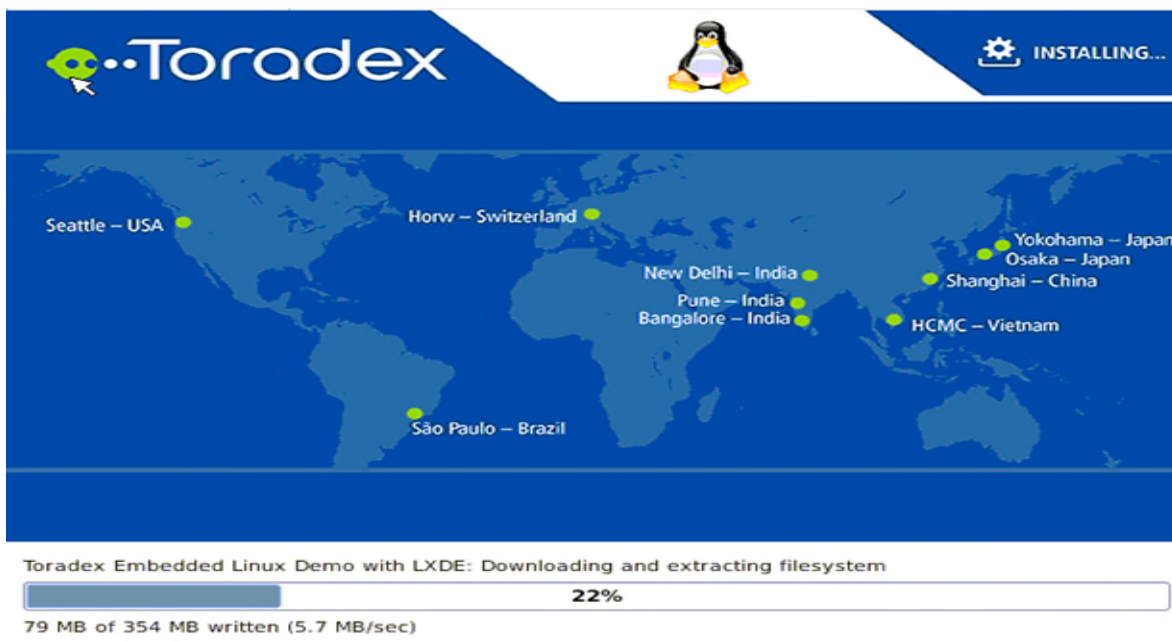 Toradex
INSTALLING...
Seattle – USA
Horw – Switzerland
Yokohama – Japan
Osaka – Japan
New Delhi – India
Shanghai – China
Pune – India
Bangalore – India
HCMC – Vietnam
São Paulo – Brazil
Toradex Embedded Linux Demo with LXDE: Downloading and extracting filesystem
22%
79 MB of 354 MB written (5.7 MB/sec)